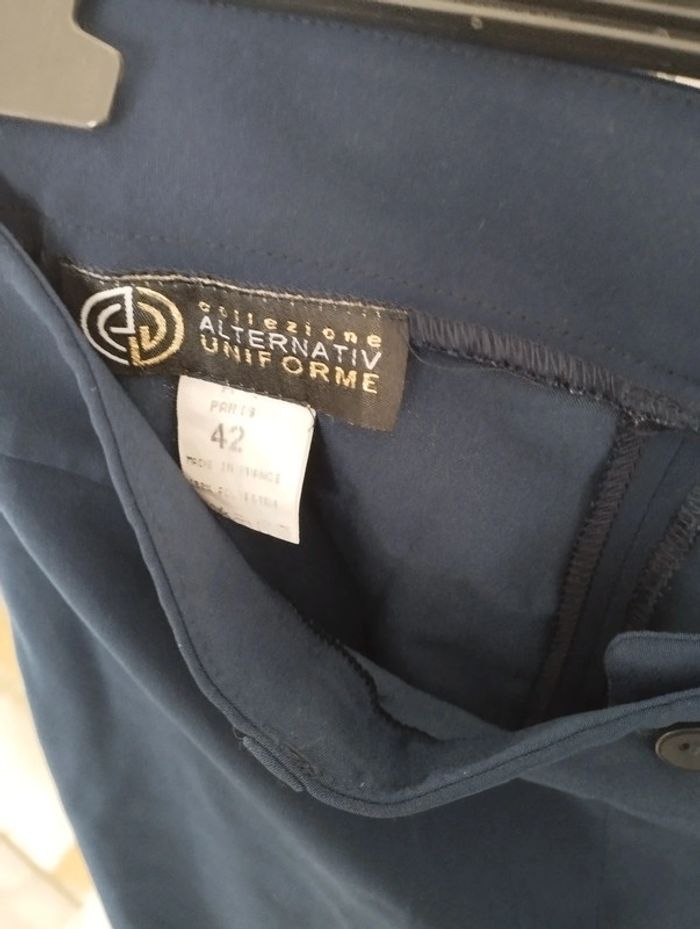 collezione
ALTERNATIV
UNIFORME
PARIS
42
MADE IN FRANCE